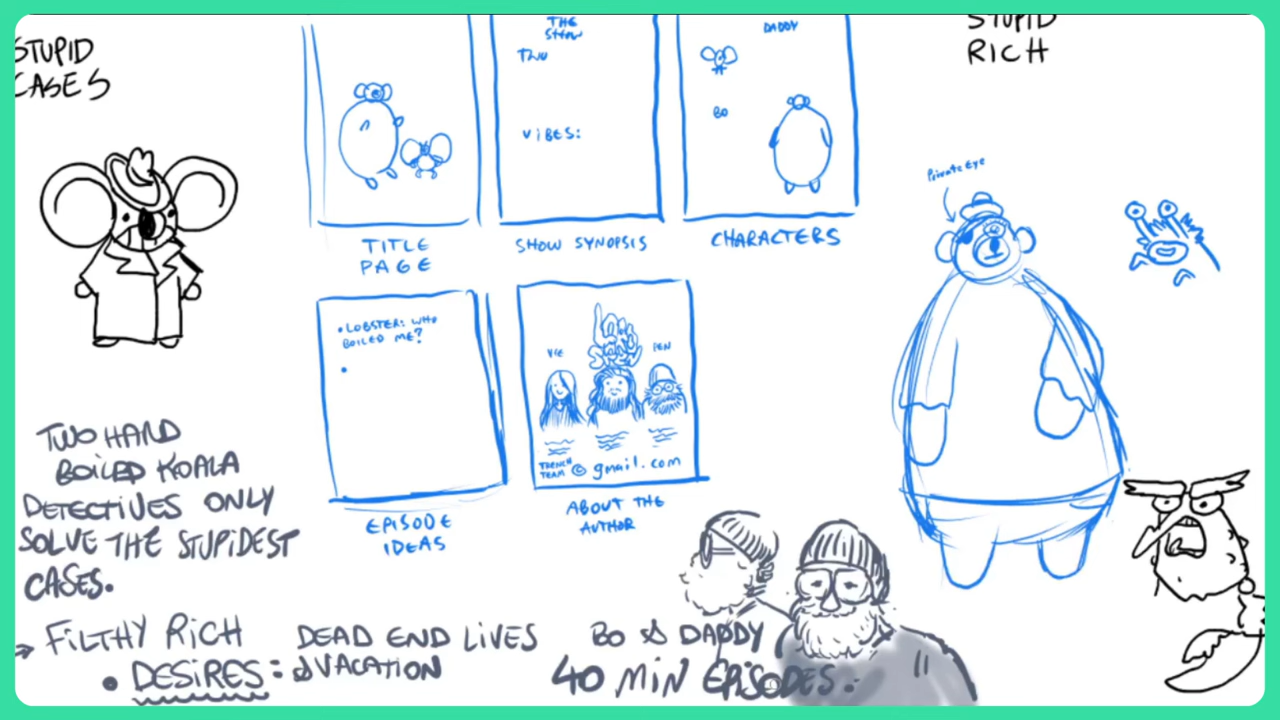 STUPID
CASES
THE
SHOW
TWO
VIBES:
DADDY
BO
STUPID
RICH
Private Eye
TITLE
PAGE
SHOW SYNOPSIS
CHARACTERS
• LOBSTER: WHO
BOILED ME?
•
VIE
BEN
TRENCH
TEAM @ gmail.com
EPISODE
IDEAS
ABOUT THE
AUTHOR
TWO HARD
BOILED KOALA
DETECTIVES ONLY
SOLVE THE STUPIDEST
CASES.
FILTHY RICH
DEAD END LIVES
BO & DADDY
• DESIRES: VACATION
40 MIN EPISODES.